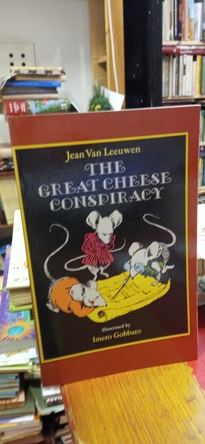 Jean Van Leeuwen
THE
GREAT CHEESE
CONSPIRACY
illustrated by
Imero Gobbato